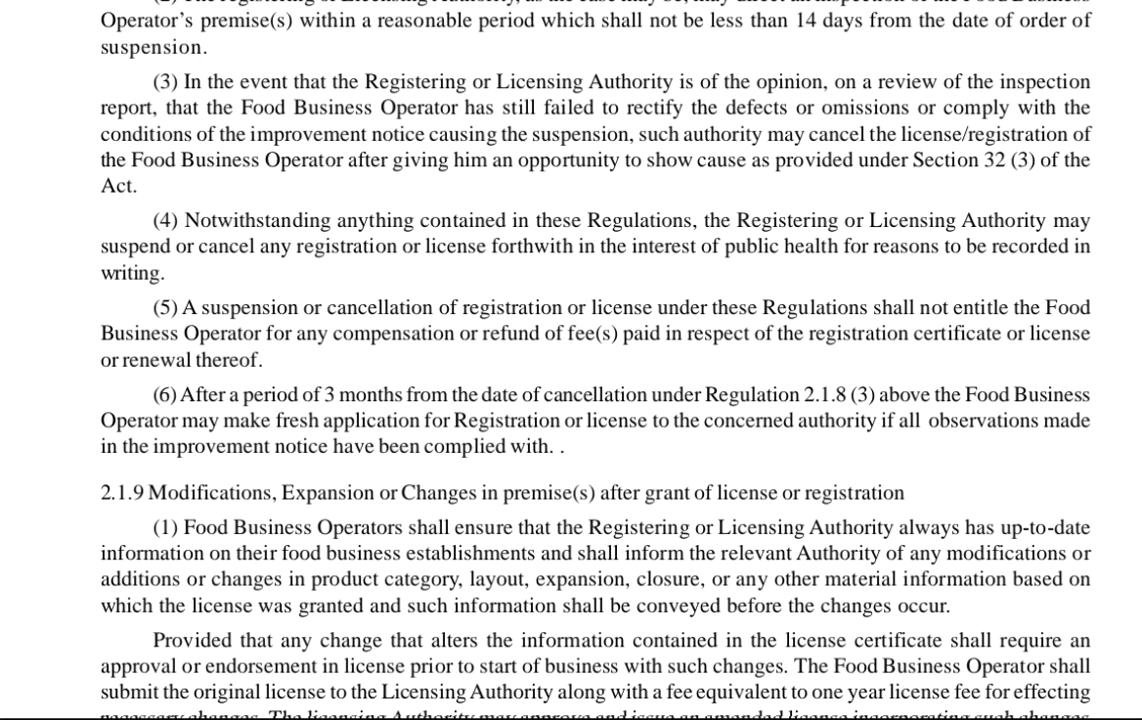 Operator’s premise(s) within a reasonable period which shall not be less than 14 days from the date of order of
suspension.
(3) In the event that the Registering or Licensing Authority is of the opinion, on a review of the inspection
report, that the Food Business Operator has still failed to rectify the defects or omissions or comply with the
conditions of the improvement notice causing the suspension, such authority may cancel the license/registration of
the Food Business Operator after giving him an opportunity to show cause as provided under Section 32 (3) of the
Act.
(4) Notwithstanding anything contained in these Regulations, the Registering or Licensing Authority may
suspend or cancel any registration or license forthwith in the interest of public health for reasons to be recorded in
writing.
(5) A suspension or cancellation of registration or license under these Regulations shall not entitle the Food
Business Operator for any compensation or refund of fee(s) paid in respect of the registration certificate or license
or renewal thereof.
(6) After a period of 3 months from the date of cancellation under Regulation 2.1.8 (3) above the Food Business
Operator may make fresh application for Registration or license to the concerned authority if all observations made
in the improvement notice have been complied with. .
2.1.9 Modifications, Expansion or Changes in premise(s) after grant of license or registration
(1) Food Business Operators shall ensure that the Registering or Licensing Authority always has up-to-date
information on their food business establishments and shall inform the relevant Authority of any modifications or
additions or changes in product category, layout, expansion, closure, or any other material information based on
which the license was granted and such information shall be conveyed before the changes occur.
Provided that any change that alters the information contained in the license certificate shall require an
approval or endorsement in license prior to start of business with such changes. The Food Business Operator shall
submit the original license to the Licensing Authority along with a fee equivalent to one year license fee for effecting
necessary changes. The licensing Authority may approve and issue an amended license incorporating such changes